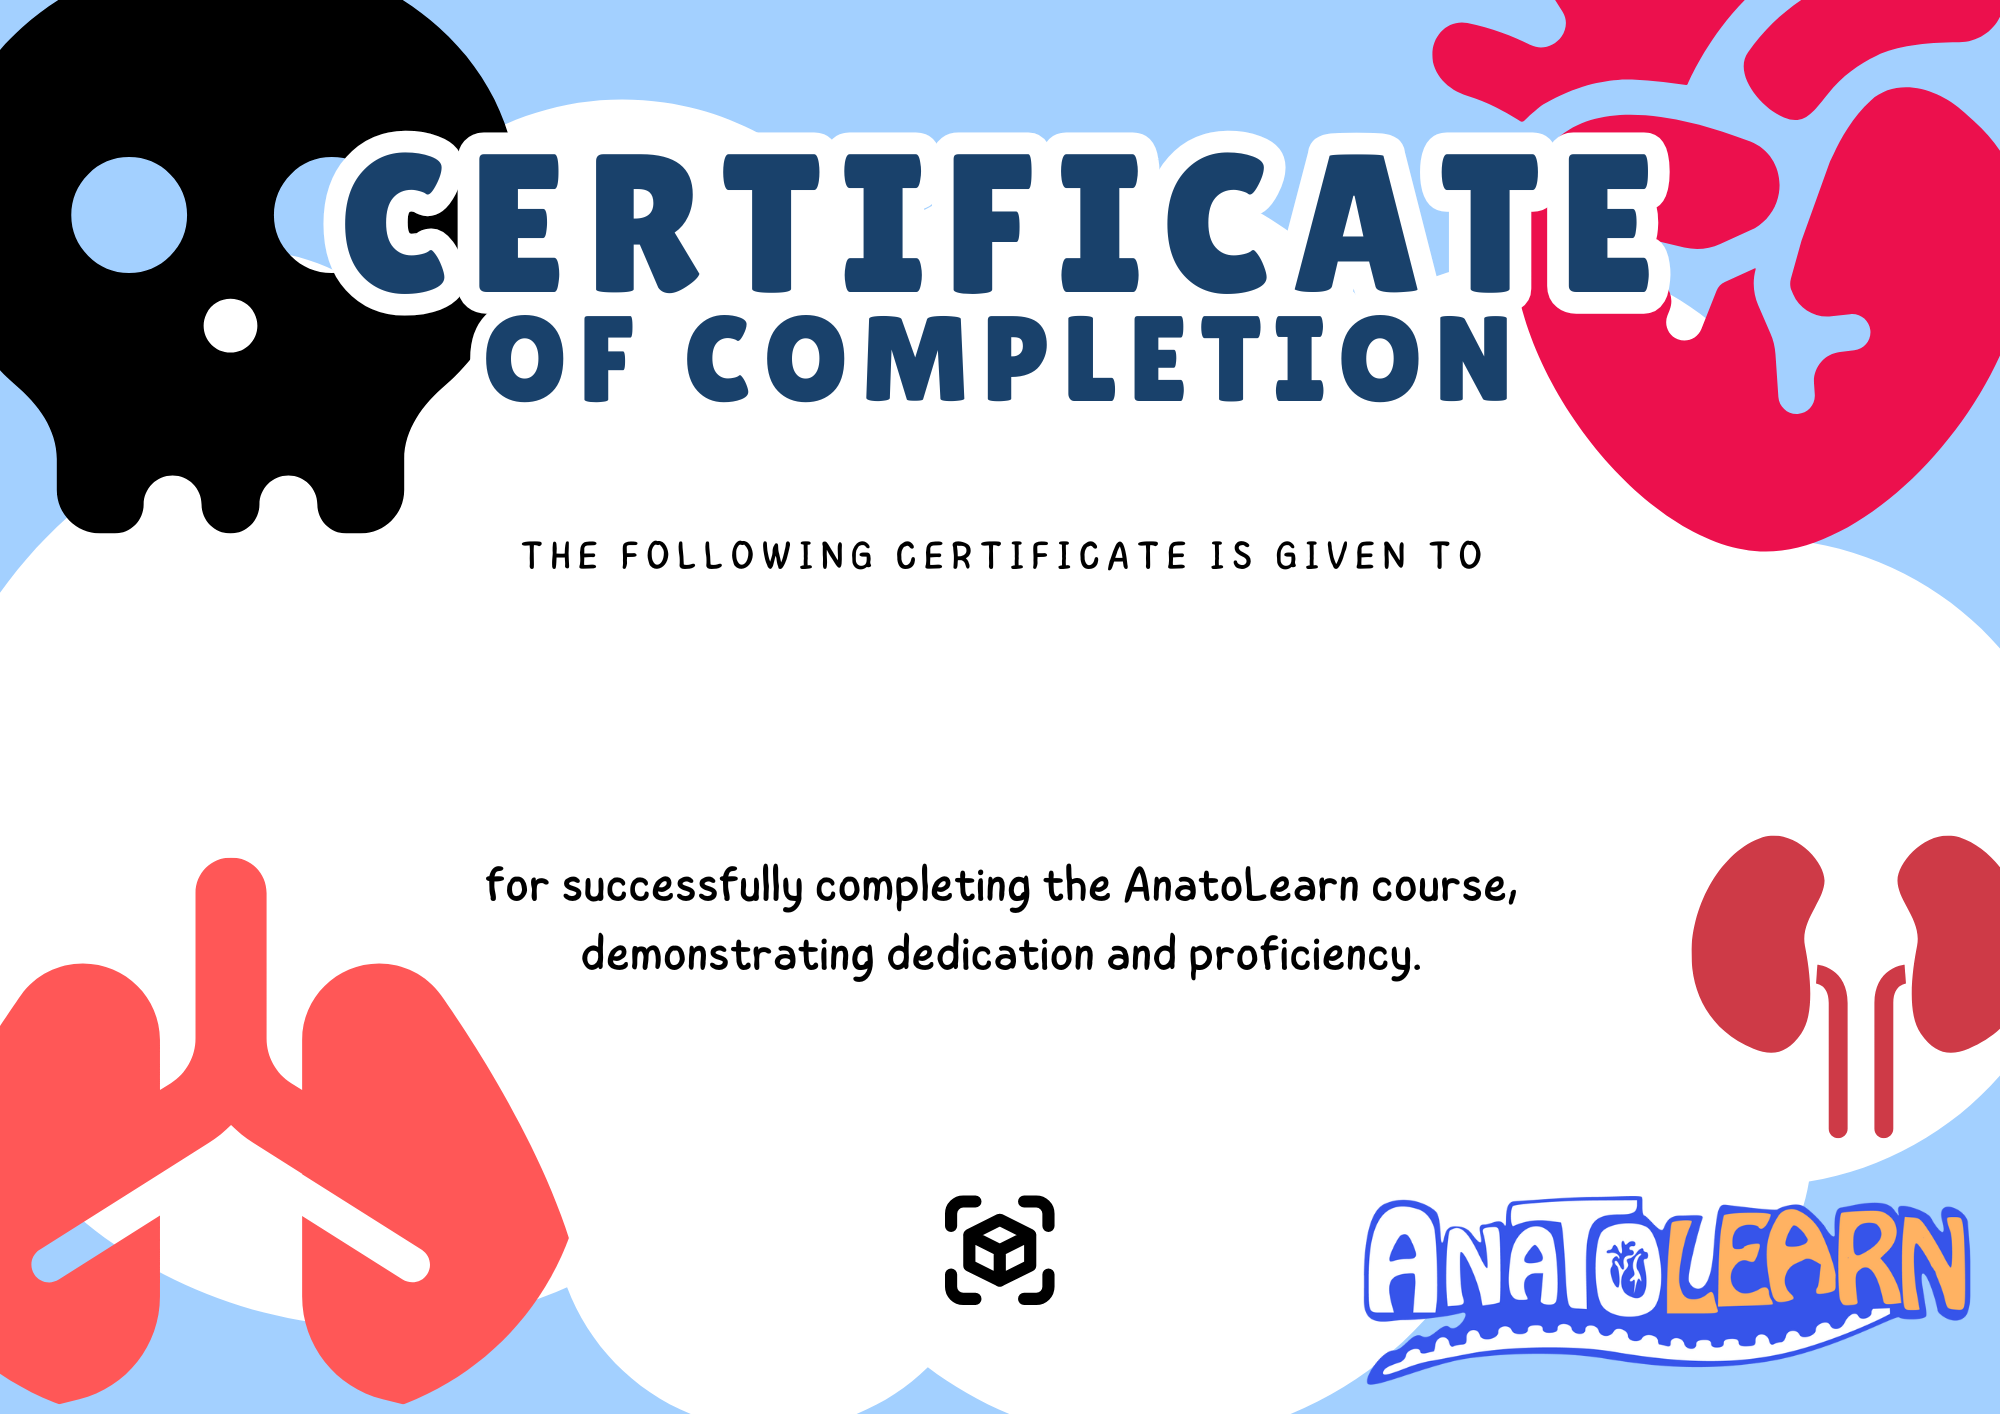 CERTIFICATE
OF COMPLETION
THE FOLLOWING CERTIFICATE IS GIVEN TO
for successfully completing the AnatoLearn course,
demonstrating dedication and proficiency.
ANATOLEARN